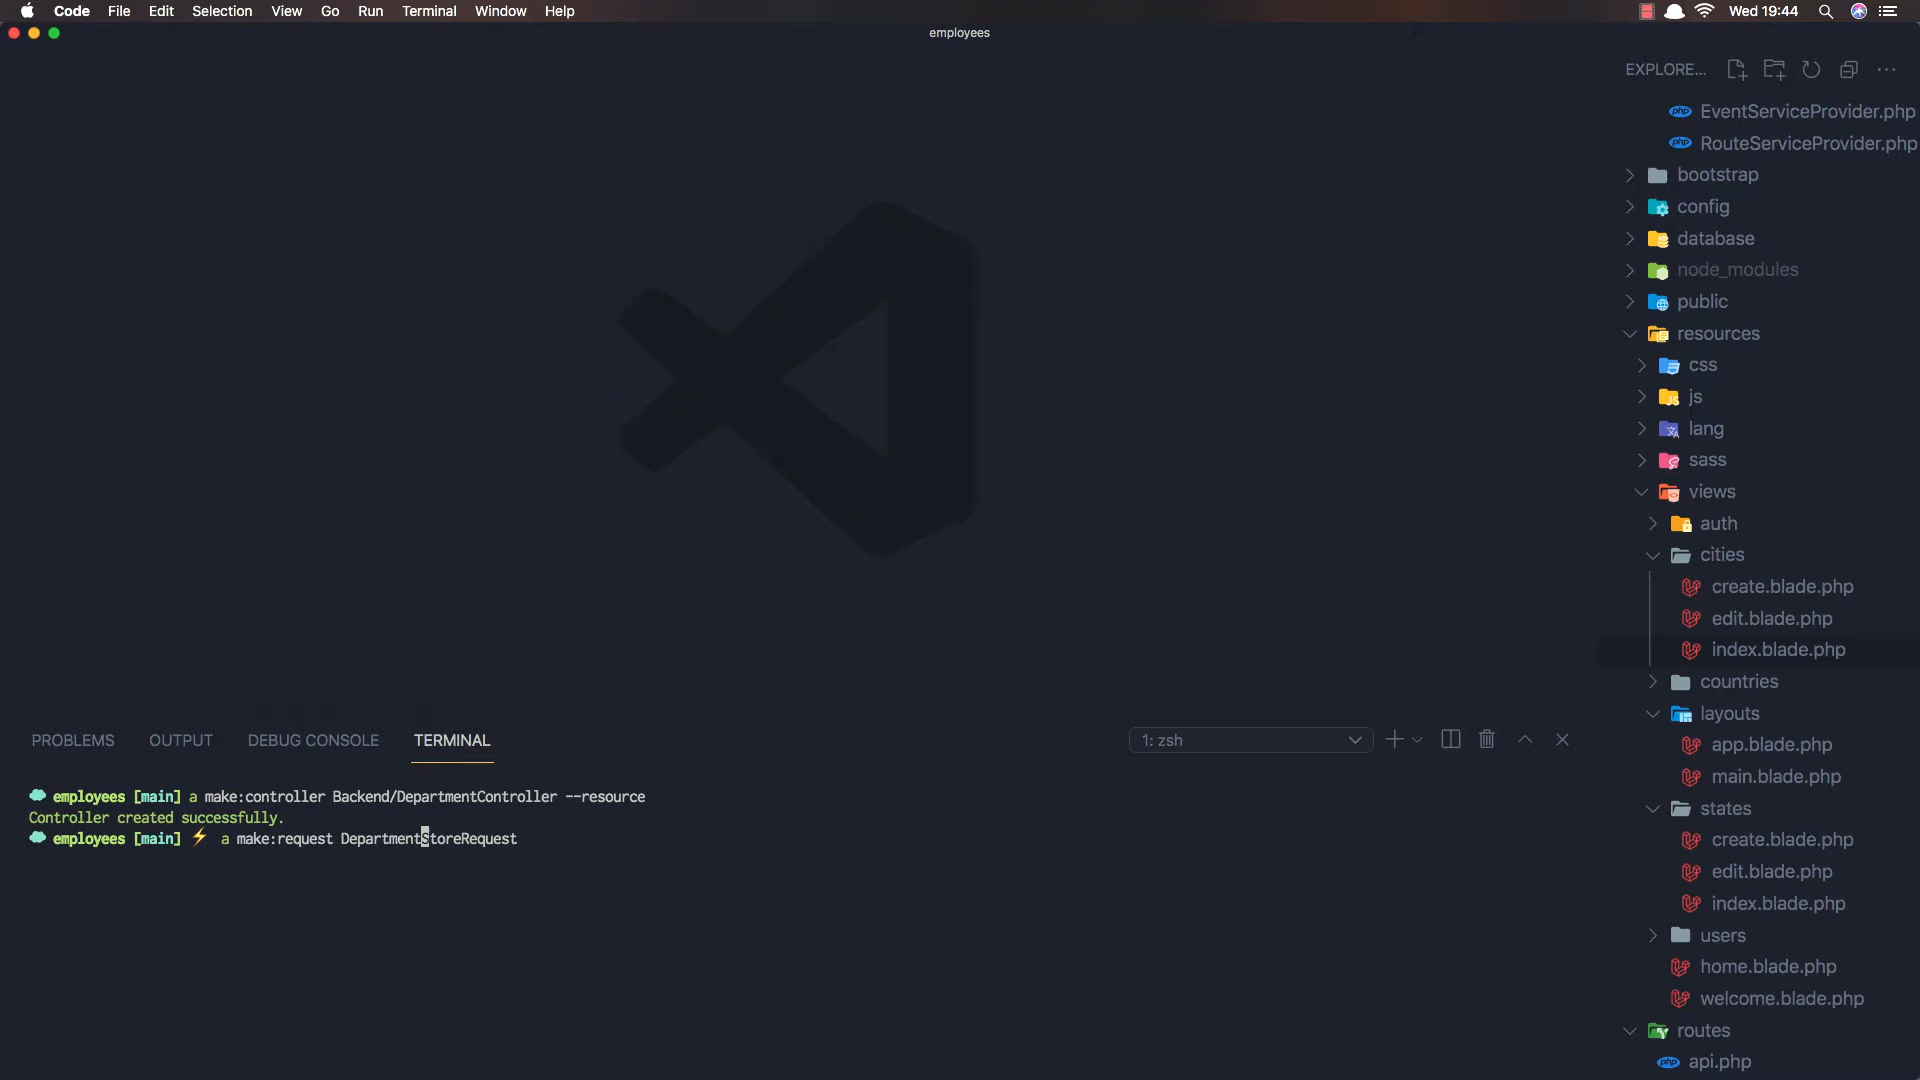 Code File Edit Selection View Go Run Terminal Window Help
Wed 19:44
employees
EXPLORE...
EventServiceProvider.php
RouteServiceProvider.php
bootstrap
config
database
node_modules
public
resources
css
js
lang
sass
views
auth
cities
create.blade.php
edit.blade.php
index.blade.php
countries
layouts
app.blade.php
main.blade.php
states
create.blade.php
edit.blade.php
index.blade.php
users
home.blade.php
welcome.blade.php
routes
api.php
PROBLEMS OUTPUT DEBUG CONSOLE TERMINAL
1: zsh
employees [main] a make:controller Backend/DepartmentController --resource
Controller created successfully.
employees [main] ⚡ a make:request DepartmentStoreRequest